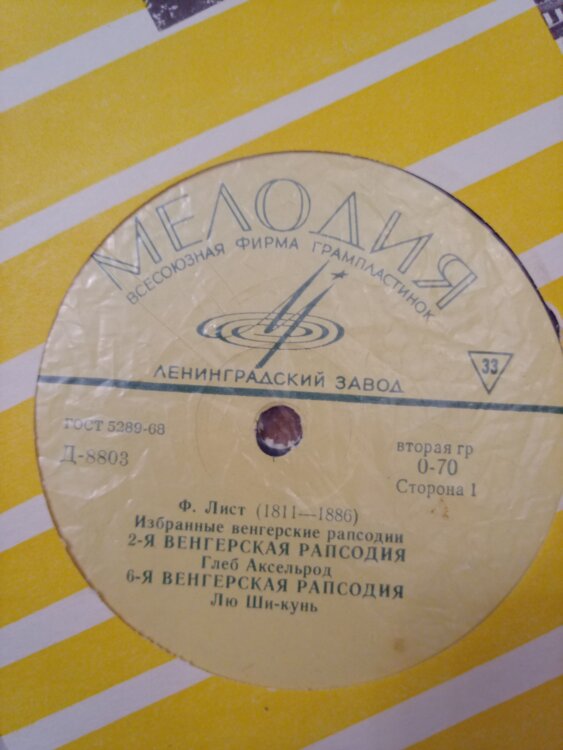 МЕЛОДИЯ
ВСЕСОЮЗНАЯ ФИРМА ГРАМПЛАСТИНОК
33
ЛЕНИНГРАДСКИЙ ЗАВОД
ГОСТ 5289-68
Д-8803
вторая гр
0-70
Сторона 1
Ф. Лист (1811—1886)
Избранные венгерские рапсодии
2-Я ВЕНГЕРСКАЯ РАПСОДИЯ
Глеб Аксельрод
6-Я ВЕНГЕРСКАЯ РАПСОДИЯ
Лю Ши-кунь